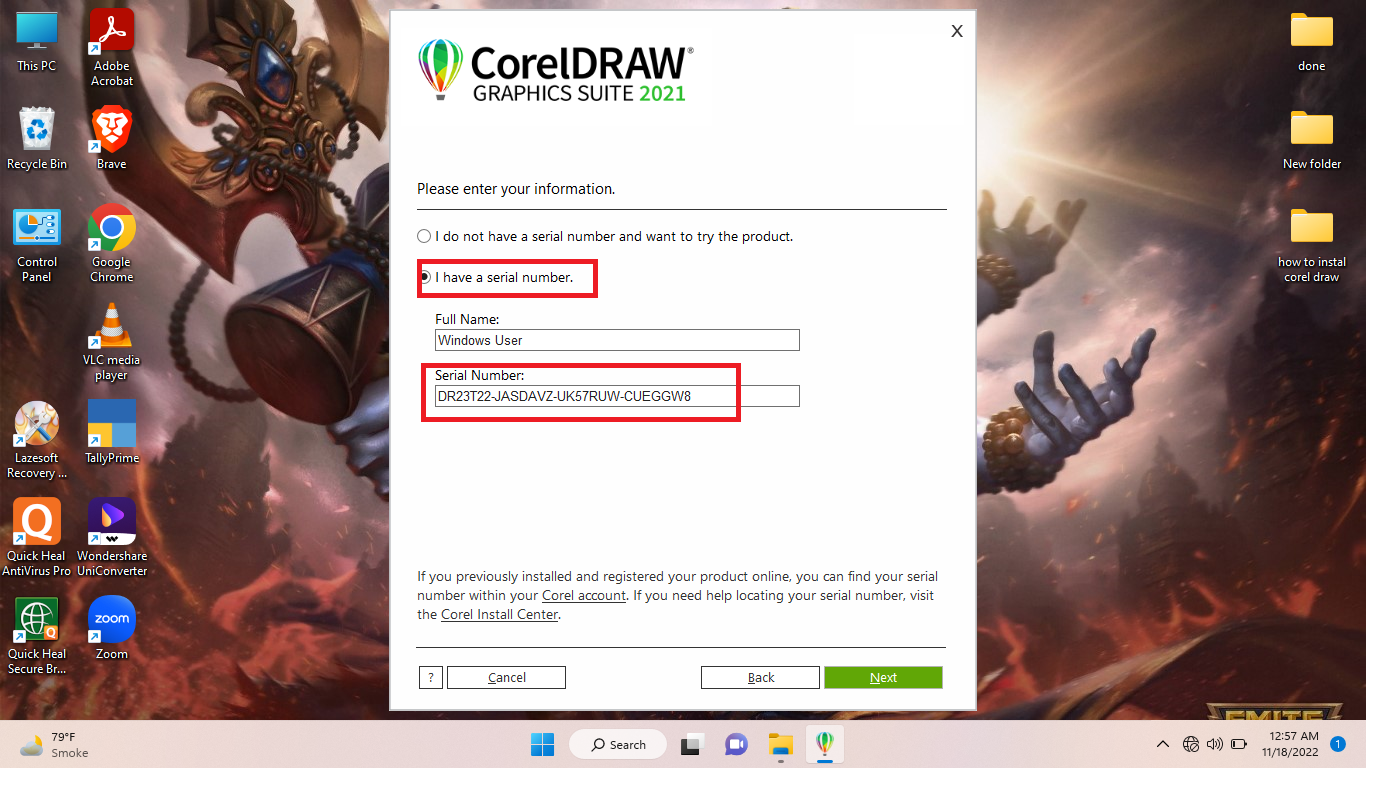 This PC
Adobe
Acrobat
Recycle Bin
Brave
Control
Panel
Google
Chrome
VLC media
player
Lazesoft
Recovery ...
TallyPrime
Quick Heal
AntiVirus Pro
Wondershare
UniConverter
Quick Heal
Secure Br...
zoom
Zoom
X
CorelDRAW®
GRAPHICS SUITE 2021
Please enter your information.
I do not have a serial number and want to try the product.
I have a serial number.
Full Name:
Windows User
Serial Number:
DR23T22-JASDAVZ-UK57RUW-CUEGGW8
If you previously installed and registered your product online, you can find your serial
number within your Corel account. If you need help locating your serial number, visit
the Corel Install Center.
?
Cancel
Back
Next
done
New folder
how to instal
corel draw
SMITE
79°F
Smoke
Search
12:57 AM
11/18/2022
1